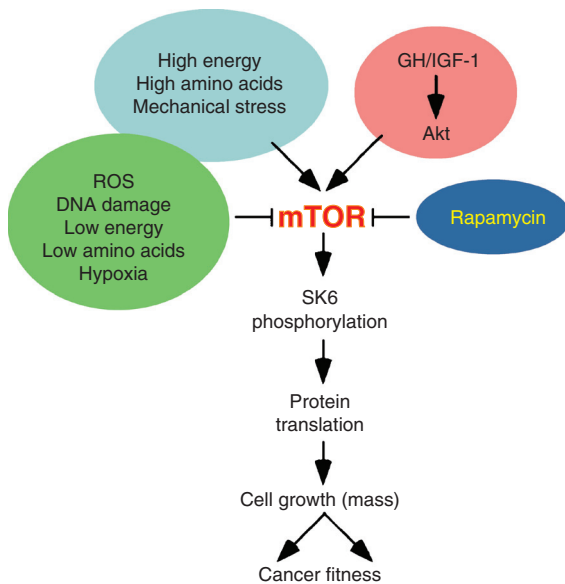 High energy
High amino acids
Mechanical stress
GH/IGF-1
Akt
ROS
DNA damage
Low energy
Low amino acids
Hypoxia
mTOR
Rapamycin
SK6
phosphorylation
Protein
translation
Cell growth (mass)
Cancer fitness